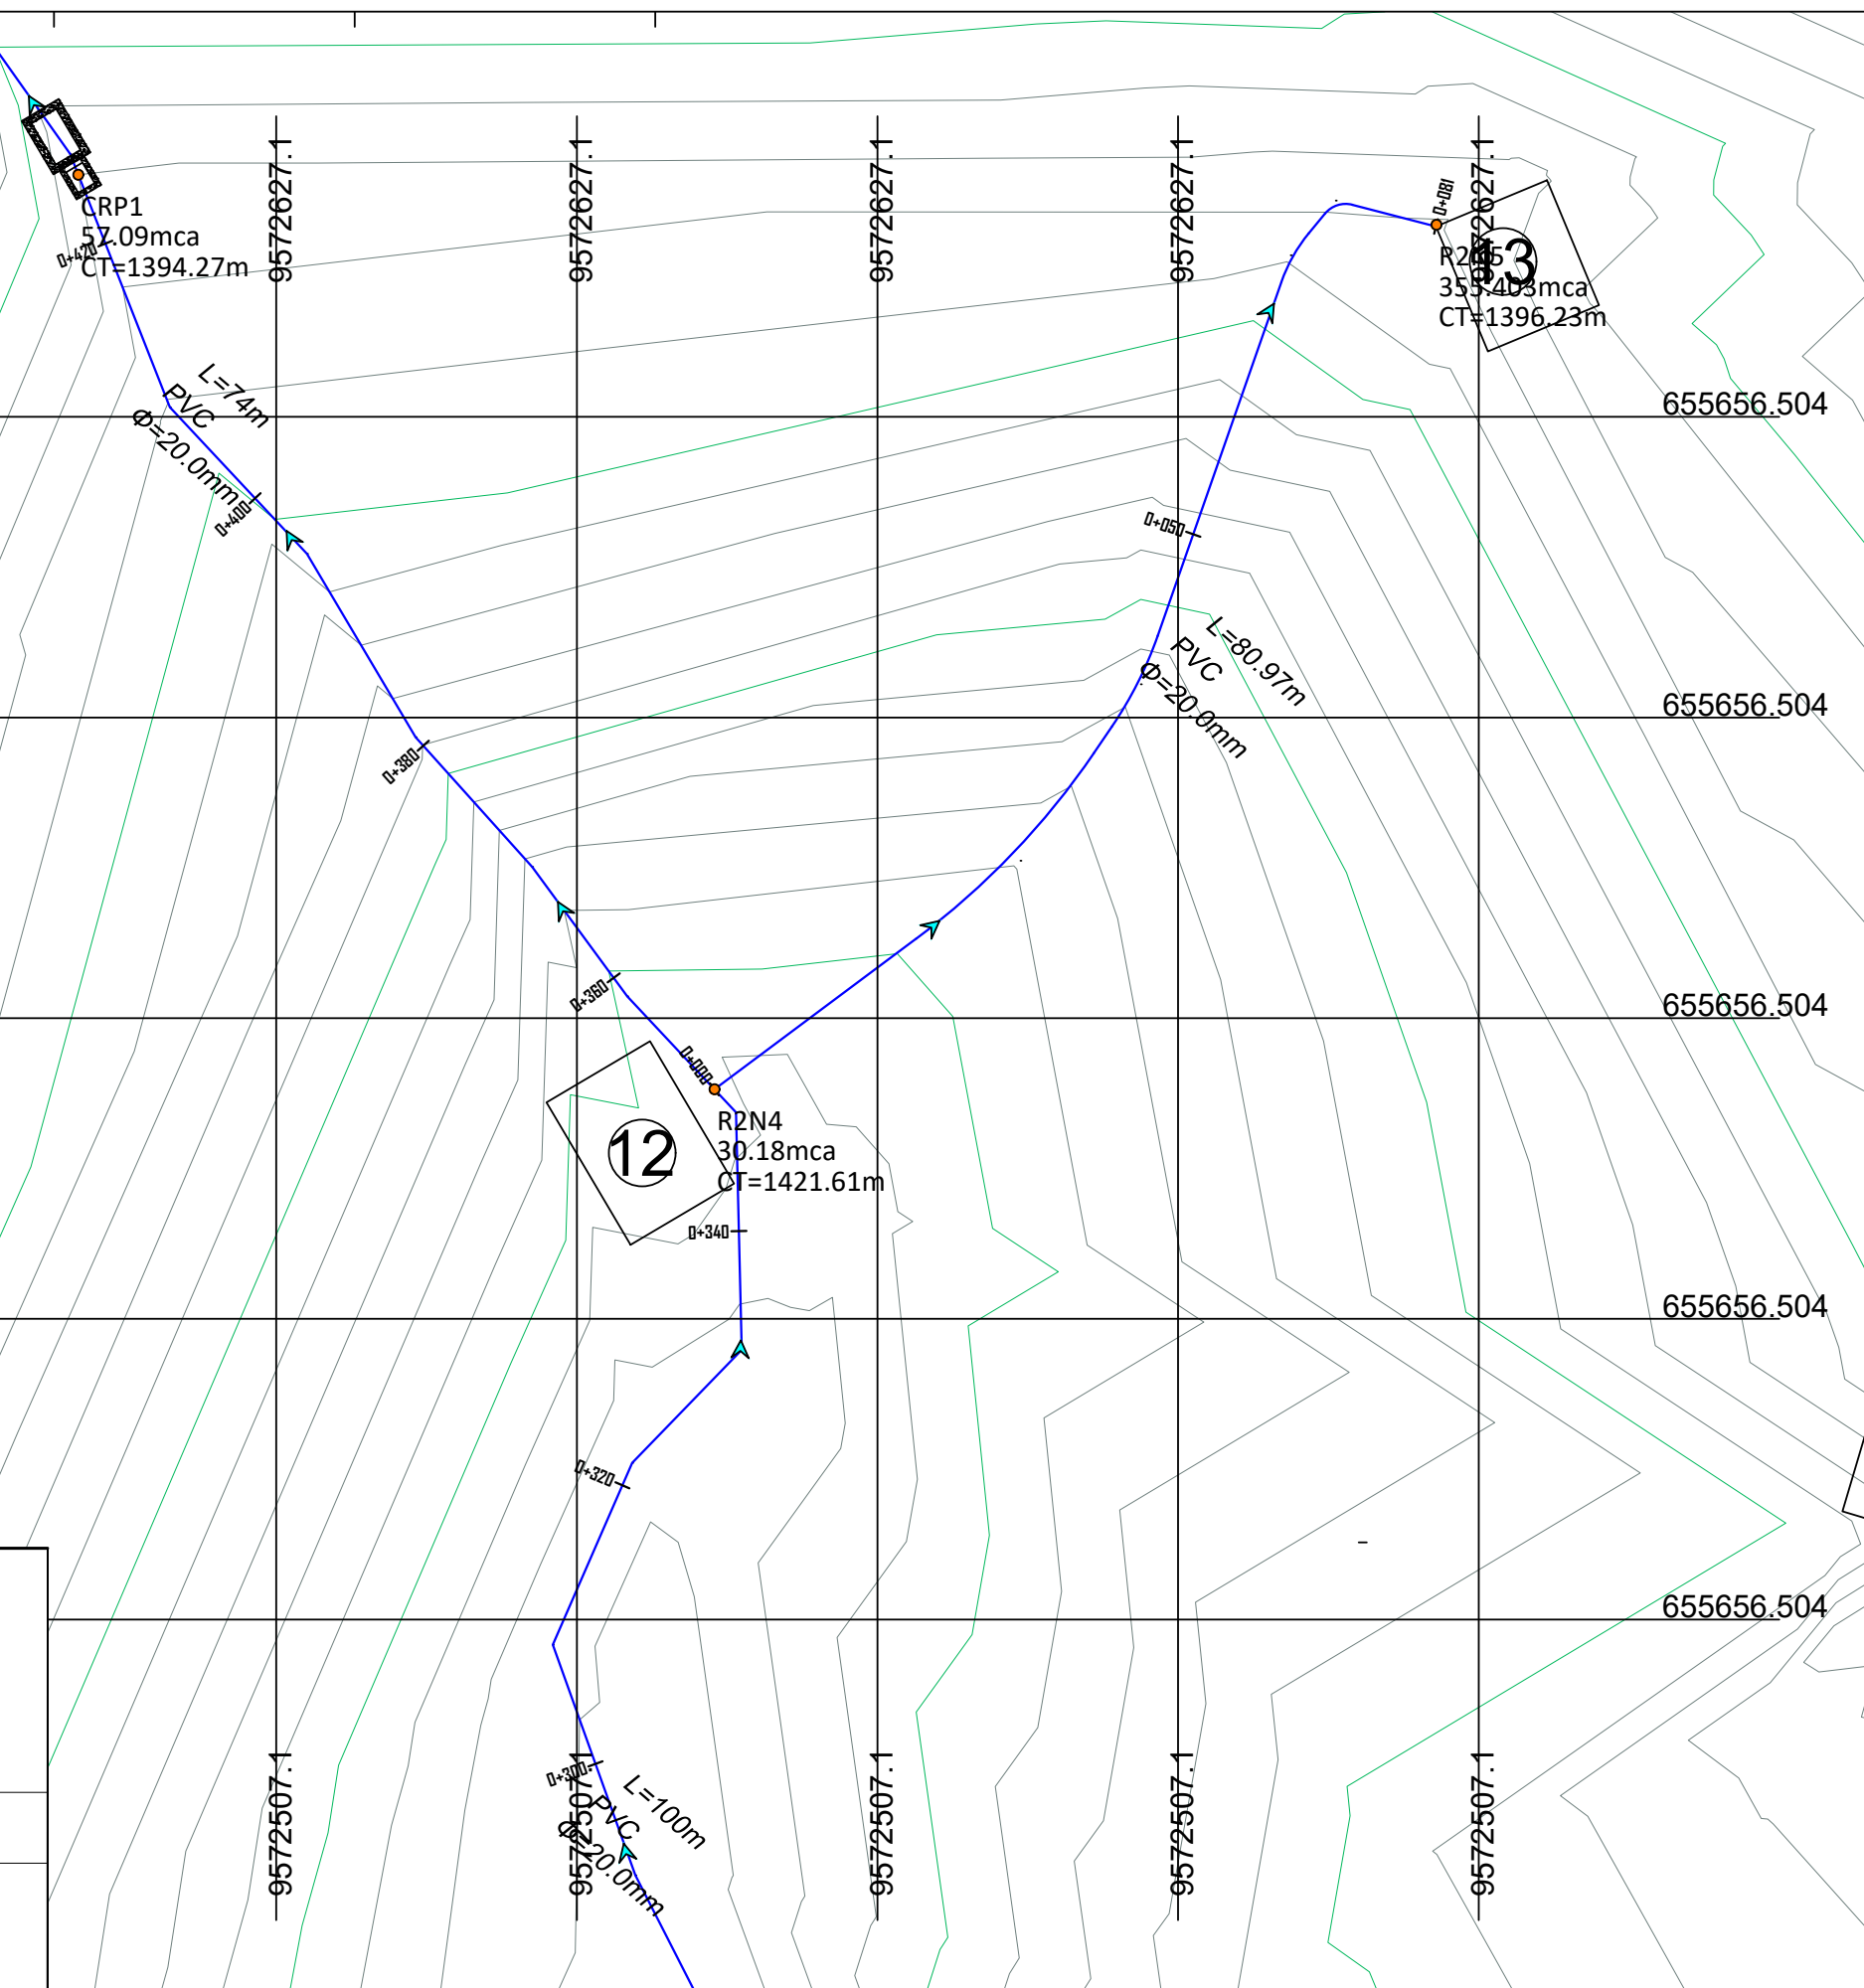 9572627.1
9572627.1
9572627.1
9572627.1
9572627.1
CRP1
57.09mca
CT=1394.27m
0+420
0+081
13
355.403mca
CT=1396.23m
L=74m
PVC
Φ=20.0mm
0+400
655656.504
0+050
L=80.97m
PVC
Φ=20.0mm
655656.504
0+380
0+360
655656.504
0+000
12
R2N4
30.18mca
CT=1421.61m
0+340
655656.504
0+320
655656.504
0+300
L=100m
PVC
Φ=20.0mm
9572507.1
9572507.1
9572507.1
9572507.1
9572507.1